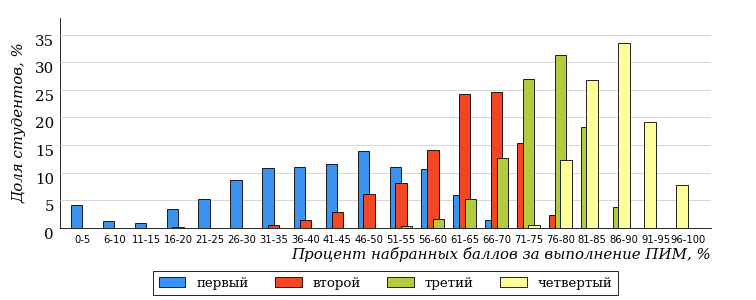 Доля студентов, %
35
30
25
20
15
10
5
0
0-5 6-10 11-15 16-20 21-25 26-30 31-35 36-40 41-45 46-50 51-55 56-60 61-65 66-70 71-75 76-80 81-85 86-90 91-95 96-100
Процент набранных баллов за выполнение ПИМ, %
первый второй третий четвертый